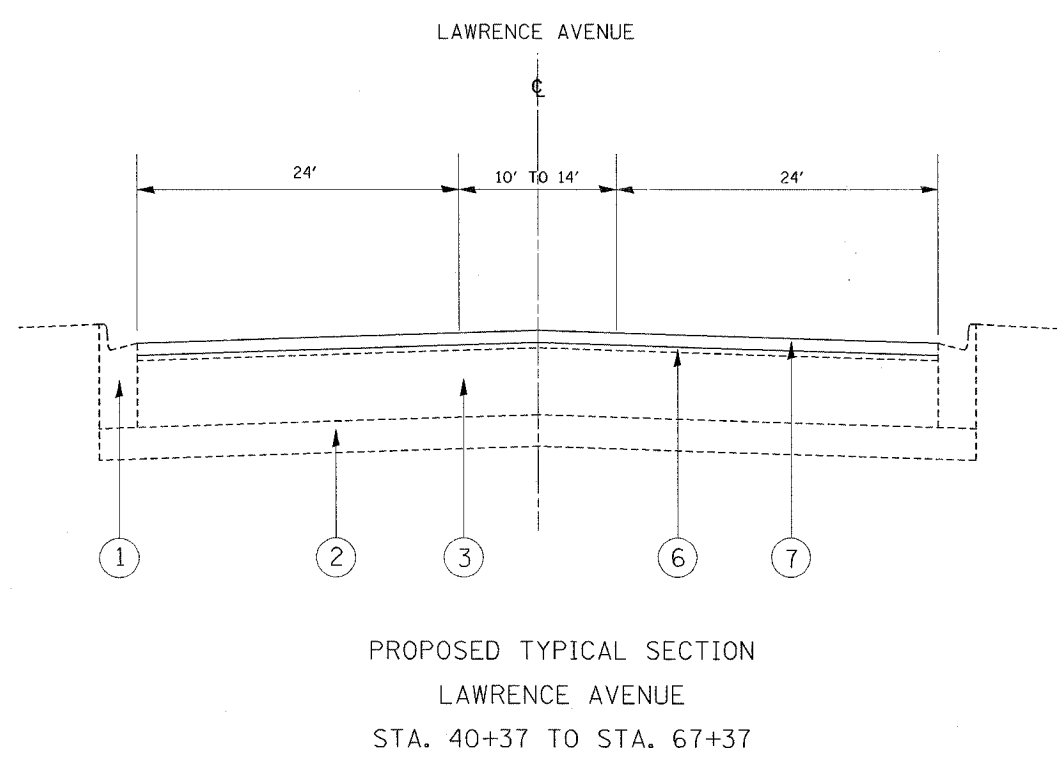 LAWRENCE AVENUE
℄
24' 10' TO 14' 24'
1 2 3 6 7
PROPOSED TYPICAL SECTION
LAWRENCE AVENUE
STA. 40+37 TO STA. 67+37